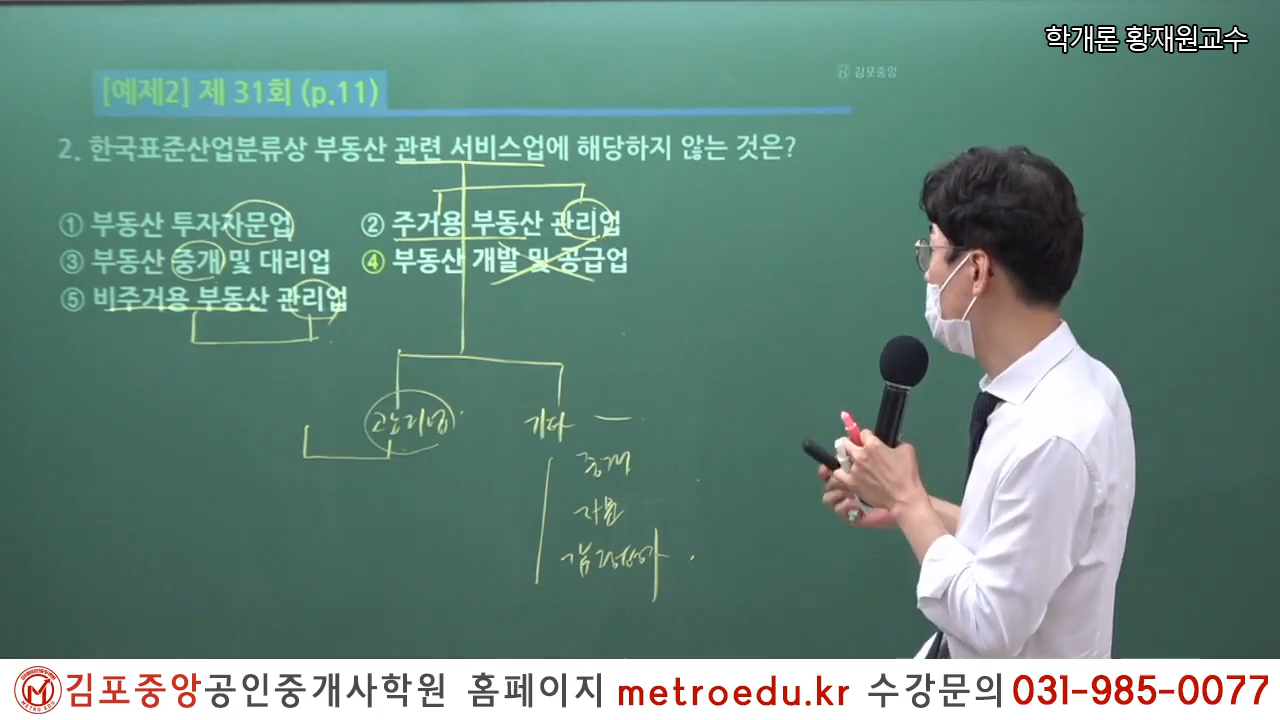 학개론 황재원교수
김포중앙
[예제2] 제 31회 (p.11)
2. 한국표준산업분류상 부동산 관련 서비스업에 해당하지 않는 것은?
① 부동산 투자자문업 ② 주거용 부동산 관리업
③ 부동산 중개 및 대리업 ④ 부동산 개발 및 공급업
⑤ 비주거용 부동산 관리업
관리업 기타
중개
자문
감정평가
METRO EDU
김포중앙공인중개사학원 홈페이지 metroedu.kr 수강문의 031-985-0077